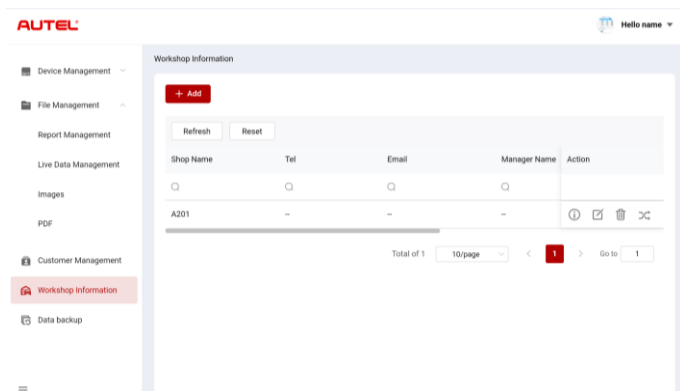 AUTEL
Hello name
Device Management
File Management
Report Management
Live Data Management
Images
PDF
Customer Management
Workshop Information
Data backup
Workshop Information
+ Add
Refresh Reset
Shop Name Tel Email Manager Name Action
A201 -- -- --
Total of 1 10/page < 1 > Go to 1